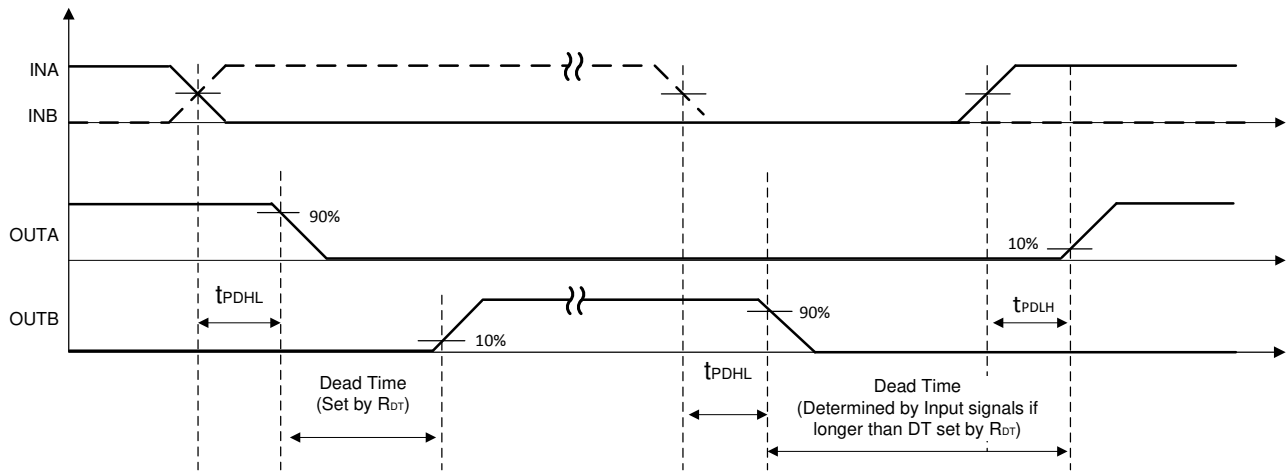 INA
INB
OUTA
90%
10%
OUTB
tPDHL
10%
90%
tPDLH
tPDHL
Dead Time
(Set by RDT)
Dead Time
(Determined by Input signals if
longer than DT set by RDT)